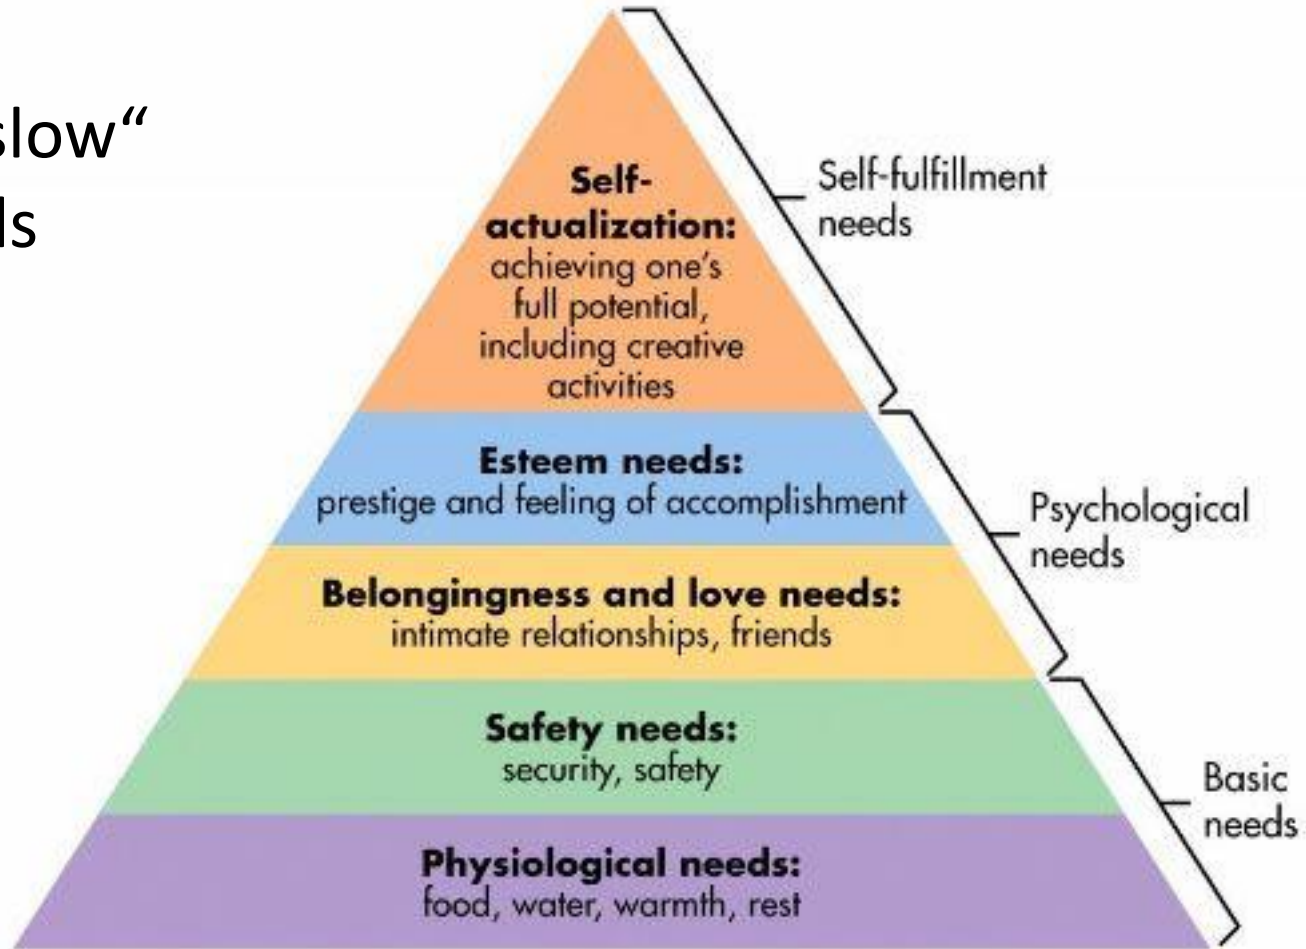 slow“
ds
Self-
actualization:
achieving one’s
full potential,
including creative
activities
Self-fulfillment
needs
Esteem needs:
prestige and feeling of accomplishment
Psychological
needs
Belongingness and love needs:
intimate relationships, friends
Safety needs:
security, safety
Basic
needs
Physiological needs:
food, water, warmth, rest